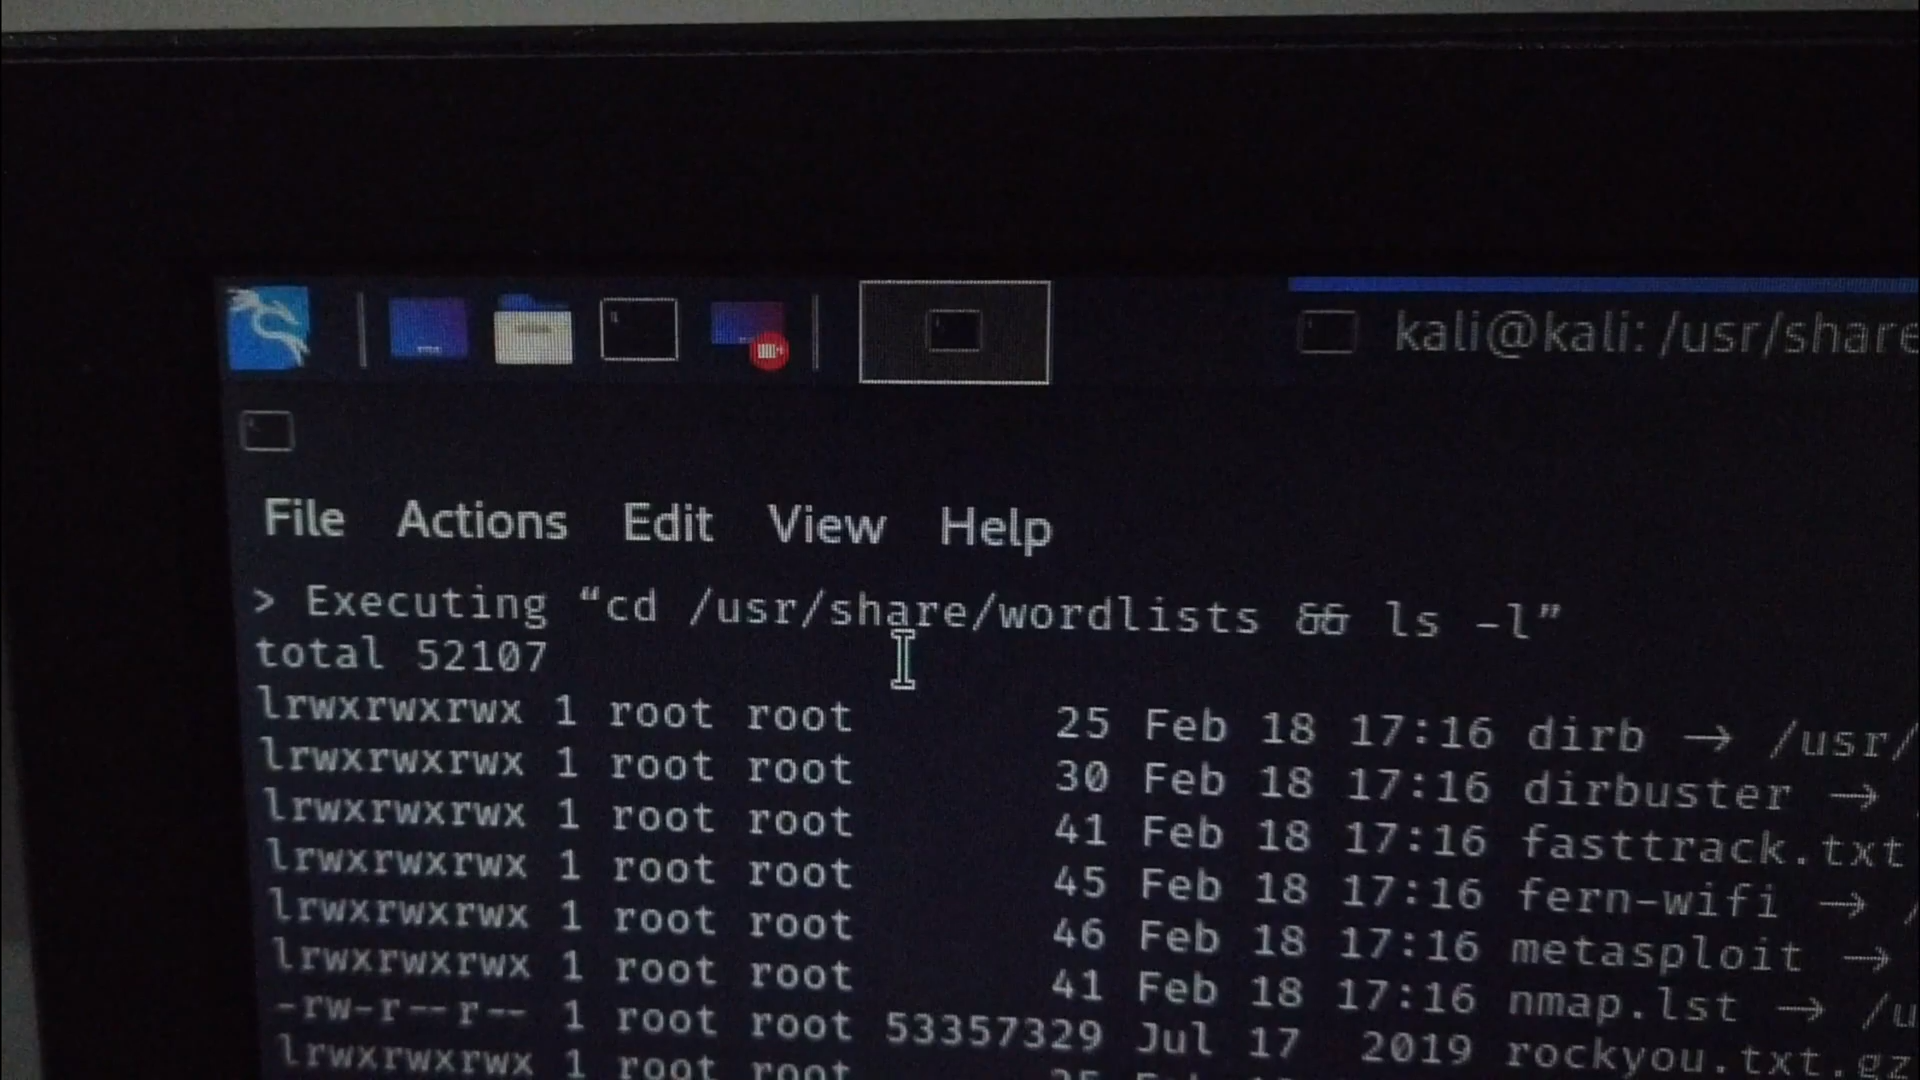 kali@kali: /usr/share
File Actions Edit View Help
> Executing “cd /usr/share/wordlists && ls -l”
total 52107
lrwxrwxrwx 1 root root 25 Feb 18 17:16 dirb → /usr/
lrwxrwxrwx 1 root root 30 Feb 18 17:16 dirbuster →
lrwxrwxrwx 1 root root 41 Feb 18 17:16 fasttrack.txt
lrwxrwxrwx 1 root root 45 Feb 18 17:16 fern-wifi → /
lrwxrwxrwx 1 root root 46 Feb 18 17:16 metasploit →
lrwxrwxrwx 1 root root 41 Feb 18 17:16 nmap.lst → /u
-rw-r--r-- 1 root root 53357329 Jul 17 2019 rockyou.txt.gz
lrwxrwxrwx 1 root root 25